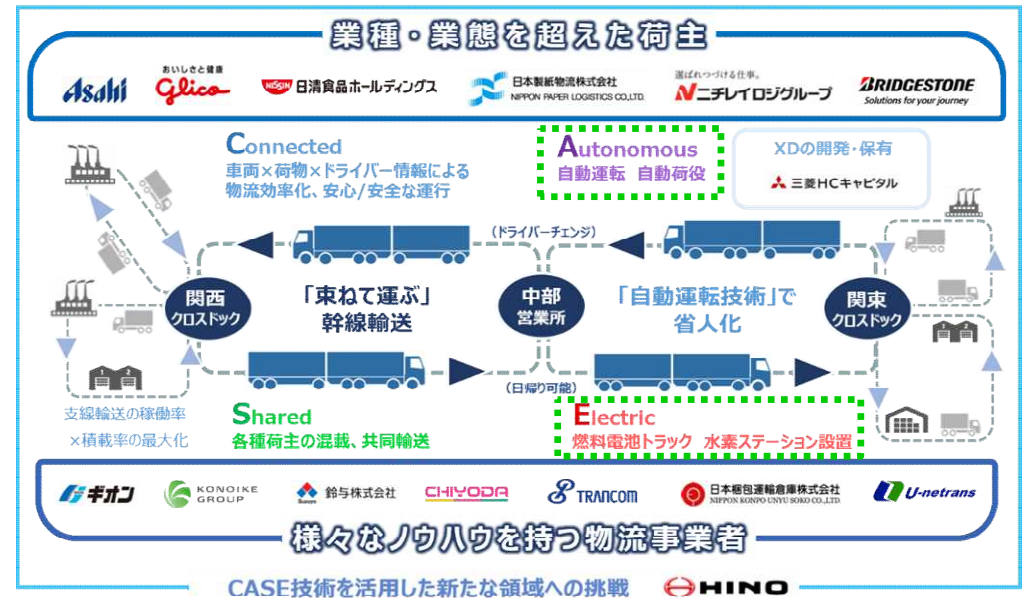 業種・業態を超えた荷主
Asahi
おいしさと健康
glico
NISSIN 日清食品ホールディングス
日本製紙物流株式会社
NIPPON PAPER LOGISTICS CO.,LTD.
選ばれつづける仕事。
ニチレイロジグループ
BRIDGESTONE
Solutions for your journey
Connected
車両×荷物×ドライバー情報による
物流効率化、安心/安全な運行
Autonomous
自動運転 自動荷役
XDの開発・保有
三菱HCキャピタル
(ドライバーチェンジ)
関西
クロスドック
「束ねて運ぶ」
幹線輸送
中部
営業所
「自動運転技術」で
省人化
関東
クロスドック
1 2
1 2
(日帰り可能)
支線輸送の稼働率
×積載率の最大化
Shared
各種荷主の混載、共同輸送
Electric
燃料電池トラック 水素ステーション設置
ギオン
KONOIKE
GROUP
Suzuyo
鈴与株式会社
CHIYODA
TRANCOM
日本梱包運輸倉庫株式会社
NIPPON KONPO UNYU SOKO CO.,LTD.
U-netrans
様々なノウハウを持つ物流事業者
CASE技術を活用した新たな領域への挑戦
HINO